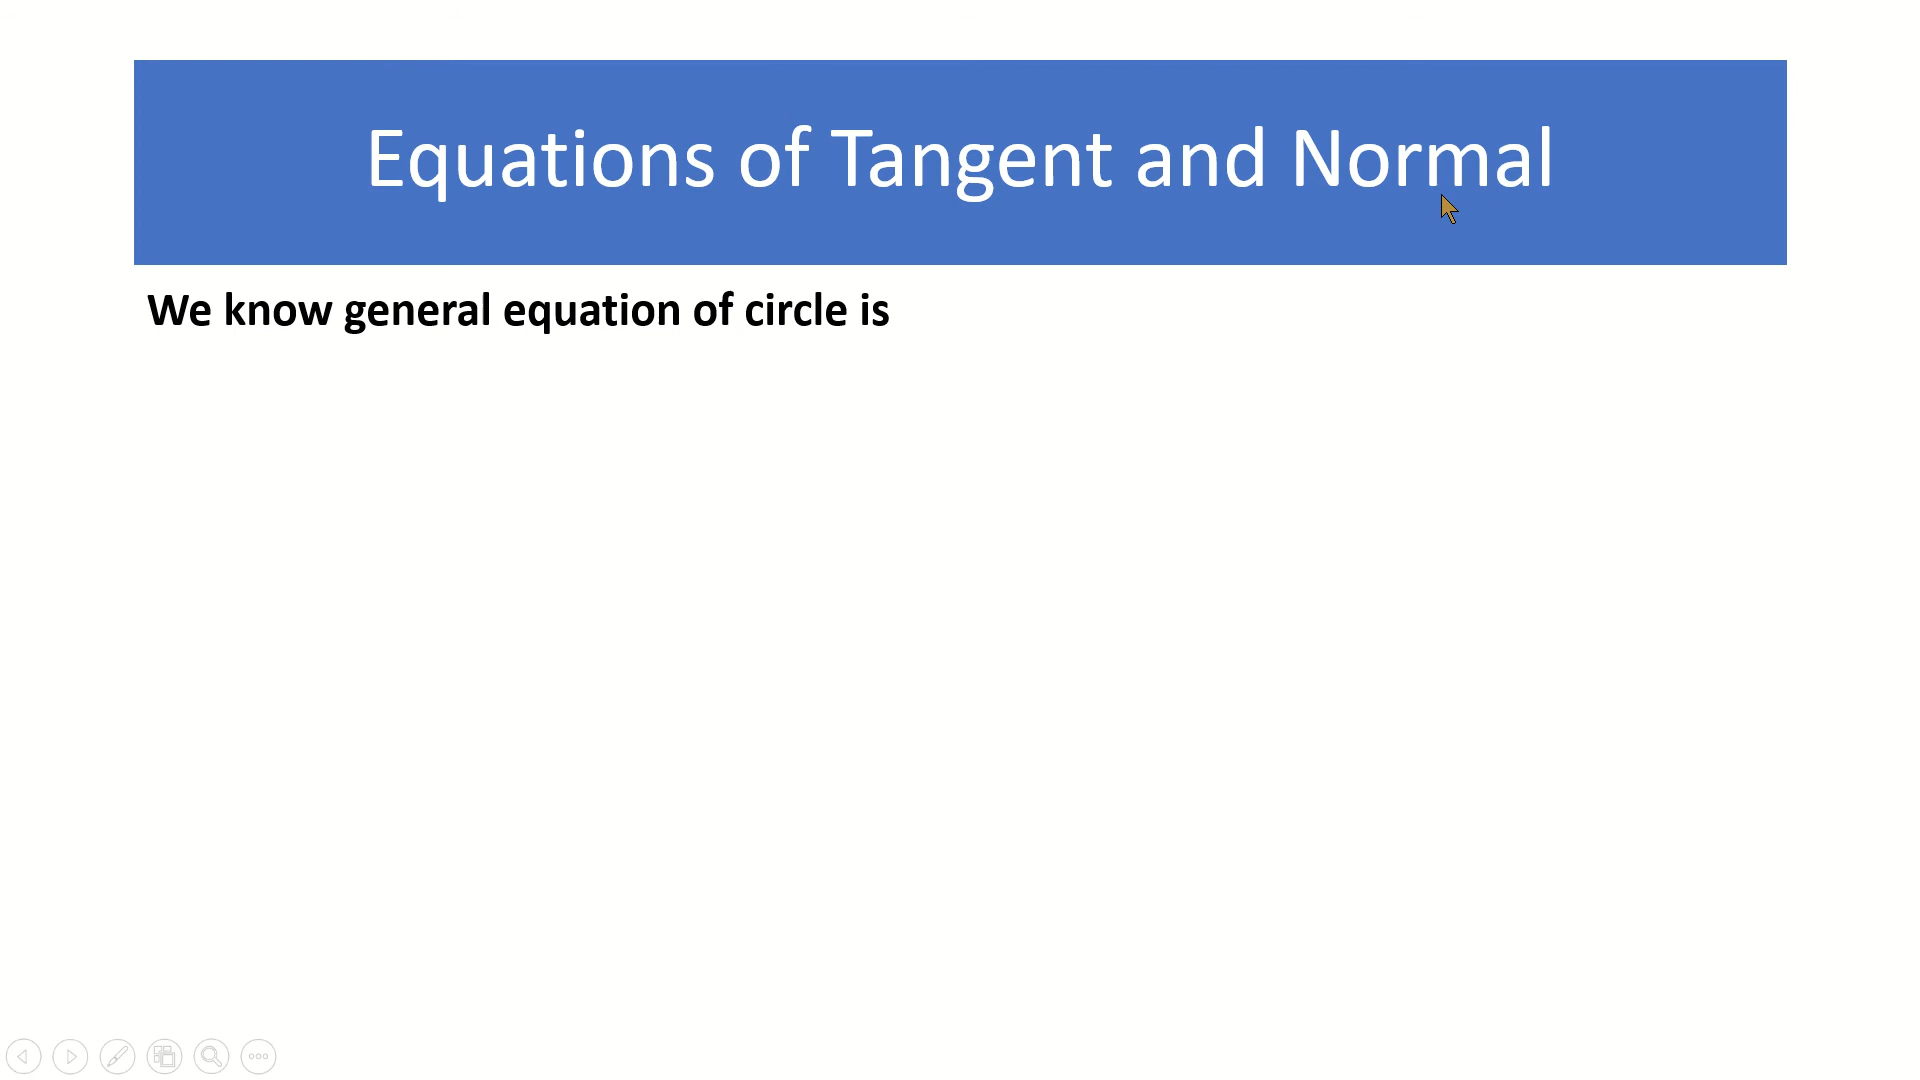 Equations of Tangent and Normal
We know general equation of circle is